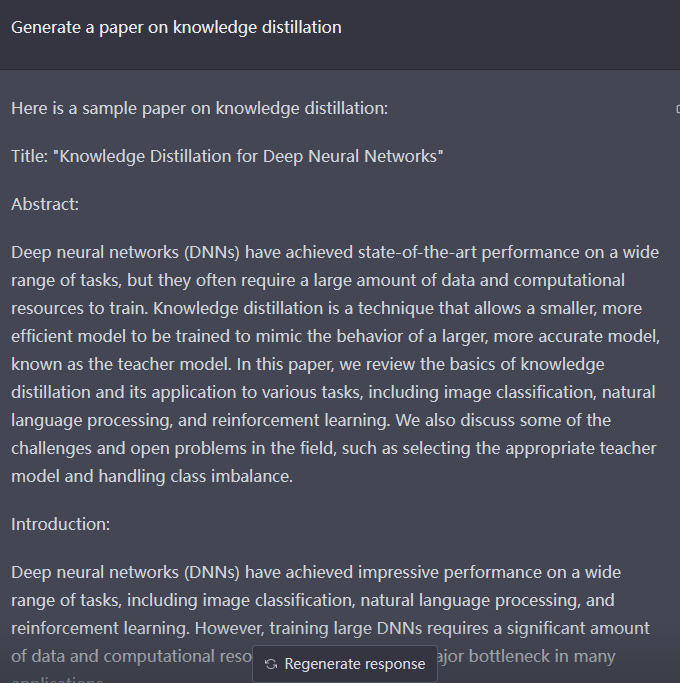 Generate a paper on knowledge distillation
Here is a sample paper on knowledge distillation:
Title: "Knowledge Distillation for Deep Neural Networks"
Abstract:
Deep neural networks (DNNs) have achieved state-of-the-art performance on a wide
range of tasks, but they often require a large amount of data and computational
resources to train. Knowledge distillation is a technique that allows a smaller, more
efficient model to be trained to mimic the behavior of a larger, more accurate model,
known as the teacher model. In this paper, we review the basics of knowledge
distillation and its application to various tasks, including image classification, natural
language processing, and reinforcement learning. We also discuss some of the
challenges and open problems in the field, such as selecting the appropriate teacher
model and handling class imbalance.
Introduction:
Deep neural networks (DNNs) have achieved impressive performance on a wide
range of tasks, including image classification, natural language processing, and
reinforcement learning. However, training large DNNs requires a significant amount
of data and computational bottleneck in many
Regenerate response